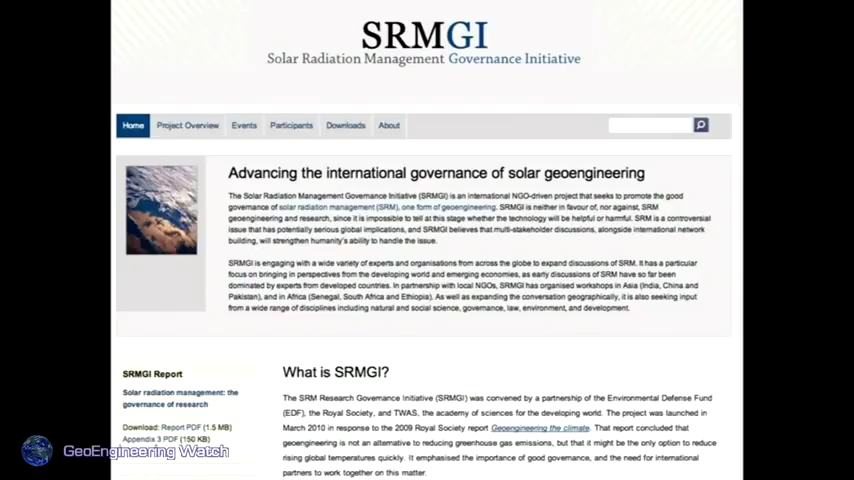 SRMGI
Solar Radiation Management Governance Initiative
Home Project Overview Events Participants Downloads About
Advancing the international governance of solar geoengineering
The Solar Radiation Management Governance Initiative (SRMGI) is an international NGO-driven project that seeks to promote the good
governance of solar radiation management (SRM), one form of geoengineering. SRMGI is neither in favour of, nor against, SRM
geoengineering and research, since it is impossible to tell at this stage whether the technology will be helpful or harmful. SRM is a controversial
issue that has potentially serious global implications, and SRMGI believes that multi-stakeholder discussions, alongside international network
building, will strengthen humanity's ability to handle the issue.
SRMGI is engaging with a wide variety of experts and organisations from across the globe to expand discussions of SRM. It has a particular
focus on bringing in perspectives from the developing world and emerging economies, as early discussions of SRM have so far been
dominated by experts from developed countries. In partnership with local NGOs, SRMGI has organised workshops in Asia (India, China and
Pakistan), and in Africa (Senegal, South Africa and Ethiopia). As well as expanding the conversation geographically, it is also seeking input
from a wide range of disciplines including natural and social science, governance, law, environment, and development.
SRMGI Report
Solar radiation management: the
governance of research
Download: Report PDF (1.5 MB)
Appendix 3 PDF (150 KB)
What is SRMGI?
The SRM Research Governance Initiative (SRMGI) was convened by a partnership of the Environmental Defense Fund
(EDF), the Royal Society, and TWAS, the academy of sciences for the developing world. The project was launched in
March 2010 in response to the 2009 Royal Society report Geoengineering the climate. That report concluded that
geoengineering is not an alternative to reducing greenhouse gas emissions, but that it might be the only option to reduce
rising global temperatures quickly. It emphasised the importance of good governance, and the need for international
partners to work together on this matter.
GeoEngineering Watch